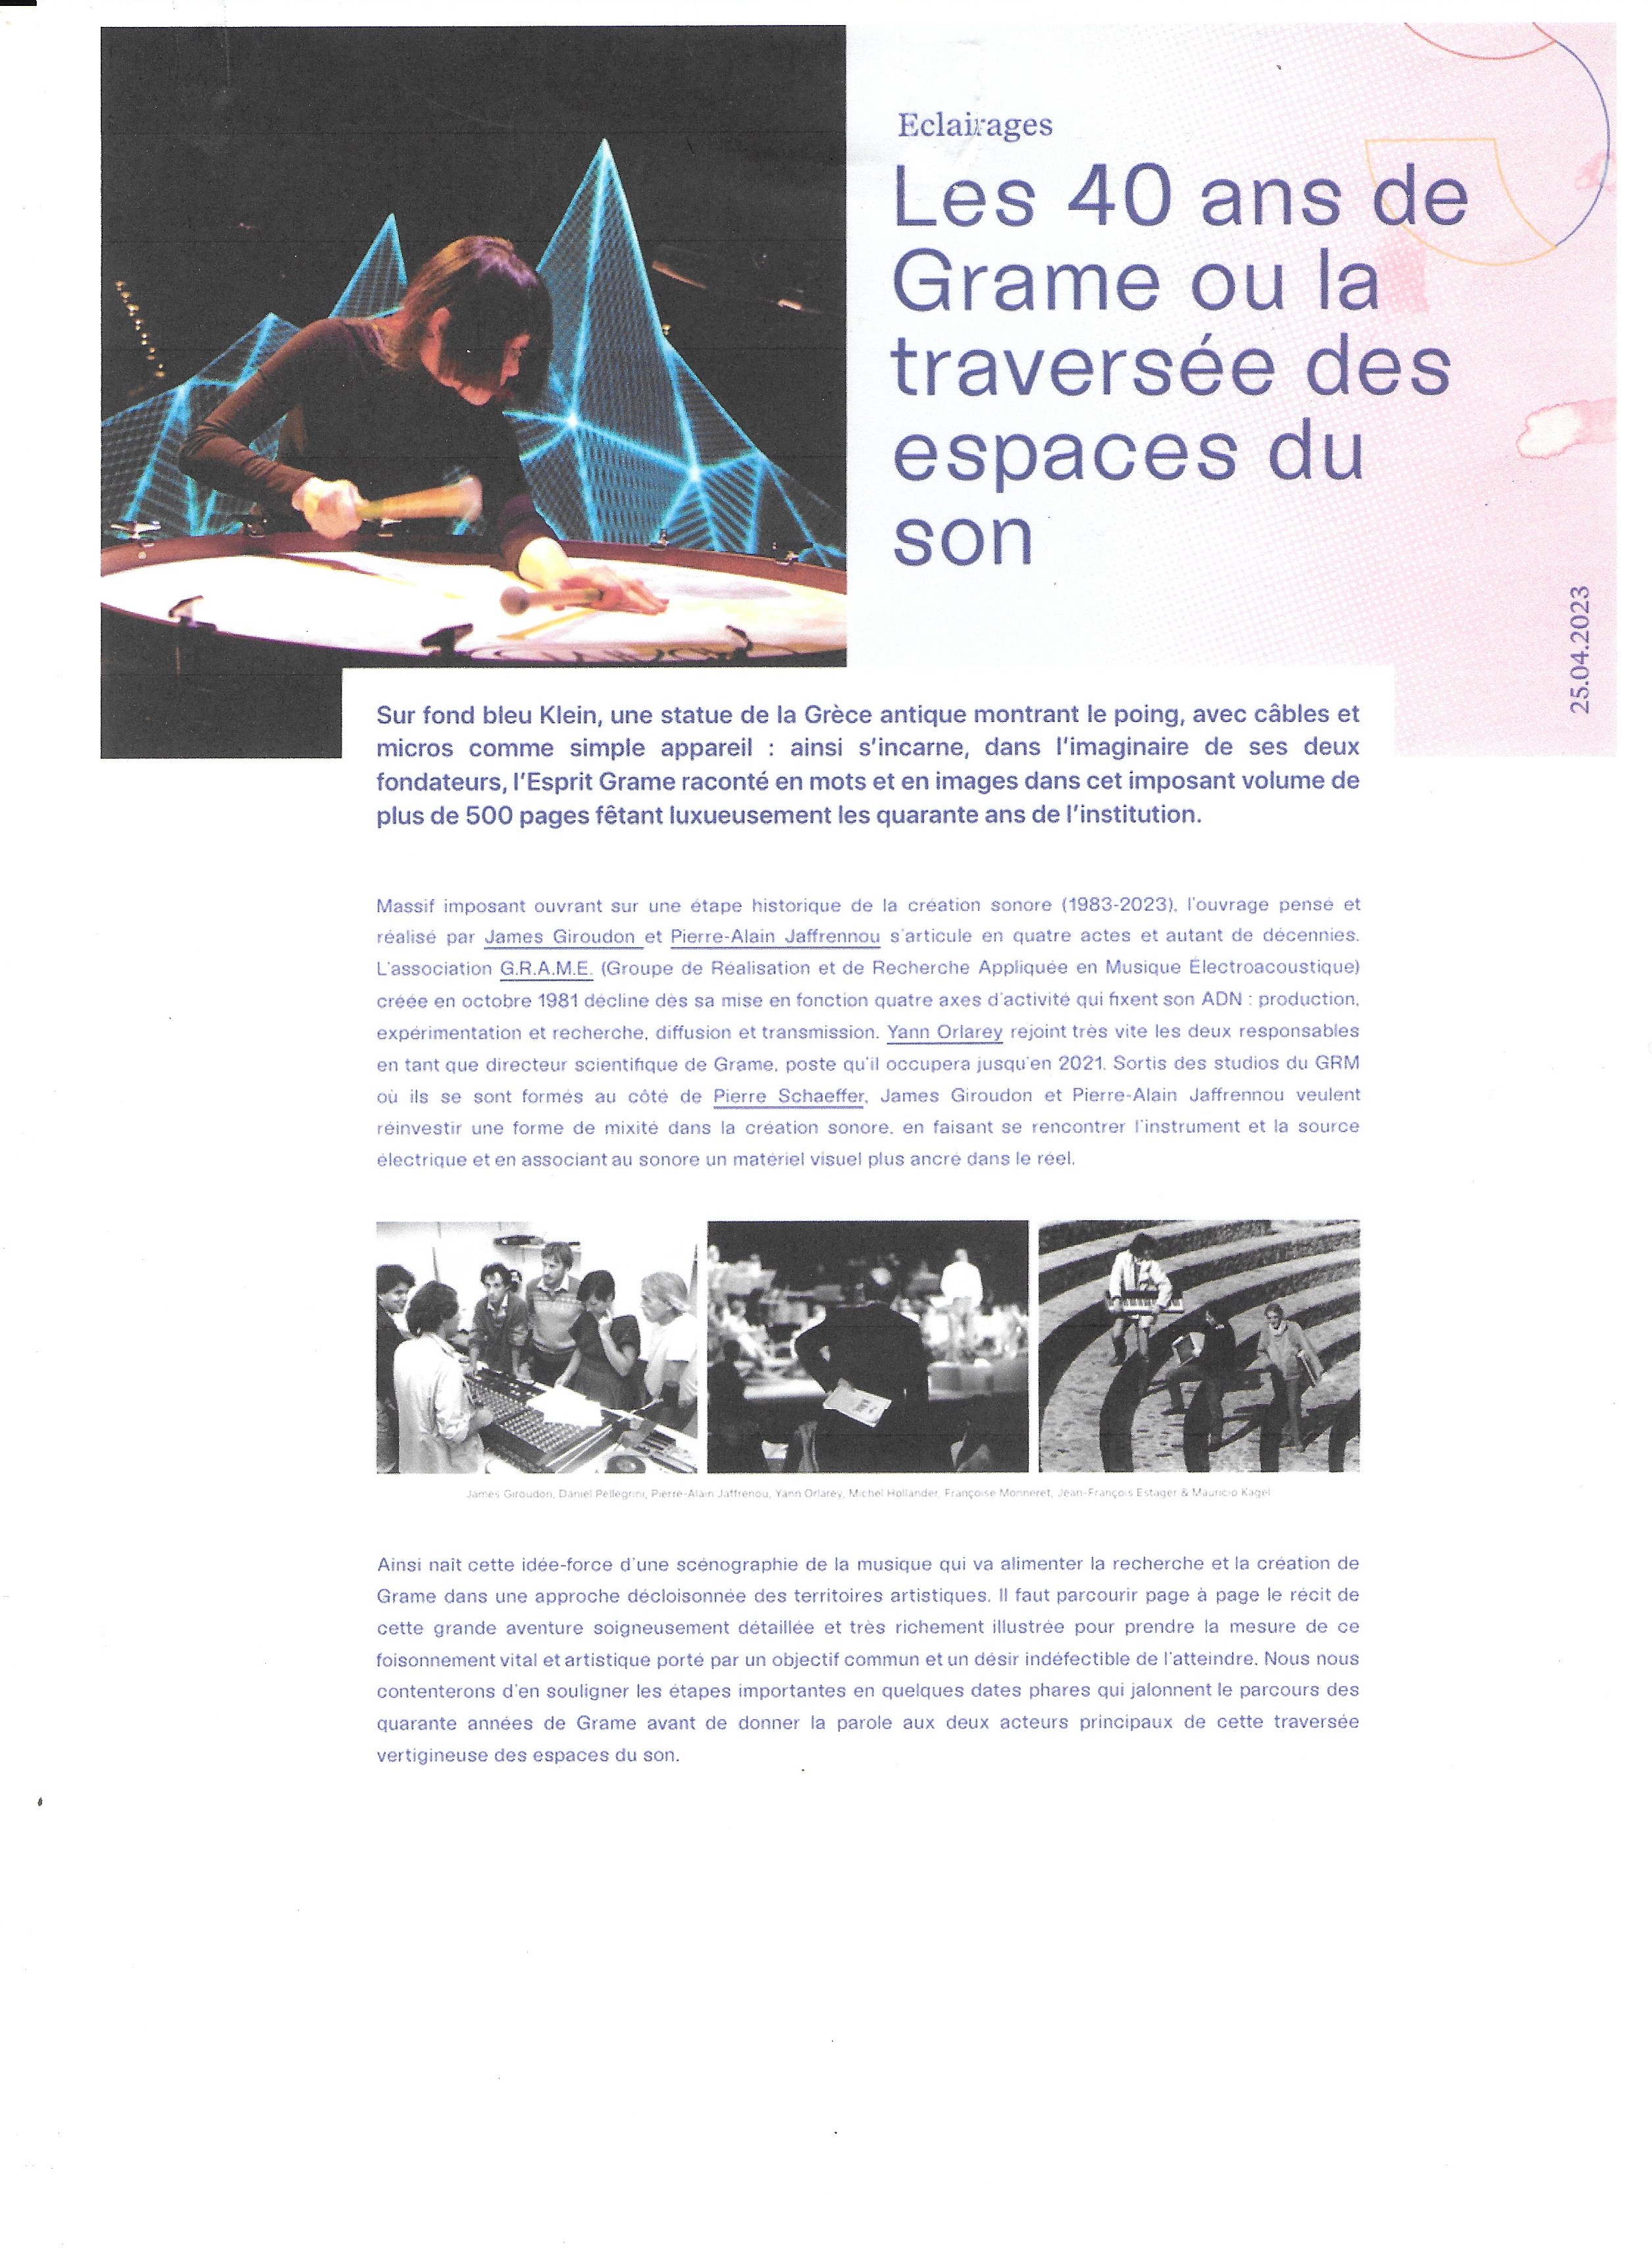 Eclairages
Les 40 ans de
Grame ou la
traversée des
espaces du
son
25.04.2023
Sur fond bleu Klein, une statue de la Grèce antique montrant le poing, avec câbles et
micros comme simple appareil : ainsi s'incarne, dans l'imaginaire de ses deux
fondateurs, l'Esprit Grame raconté en mots et en images dans cet imposant volume de
plus de 500 pages fêtant luxueusement les quarante ans de l'institution.
Massif imposant ouvrant sur une étape historique de la création sonore (1983-2023), l'ouvrage pensé et
réalisé par James Giroudon et Pierre-Alain Jaffrennou s'articule en quatre actes et autant de décennies.
L'association G.R.A.M.E. (Groupe de Réalisation et de Recherche Appliquée en Musique Électroacoustique)
créée en octobre 1981 décline dès sa mise en fonction quatre axes d'activité qui fixent son ADN : production,
expérimentation et recherche, diffusion et transmission. Yann Orlarey rejoint très vite les deux responsables
en tant que directeur scientifique de Grame, poste qu'il occupera jusqu'en 2021. Sortis des studios du GRM
où ils se sont formés au côté de Pierre Schaeffer, James Giroudon et Pierre-Alain Jaffrennou veulent
réinvestir une forme de mixité dans la création sonore, en faisant se rencontrer l'instrument et la source
électrique et en associant au sonore un matériel visuel plus ancré dans le réel.
James Giroudon, Daniel Pellegrini, Pierre-Alain Jaffrenou, Yann Orlarey, Michel Hollander, Françoise Monneret, Jean-François Estager & Mauricio Kagel
Ainsi naît cette idée-force d'une scénographie de la musique qui va alimenter la recherche et la création de
Grame dans une approche décloisonnée des territoires artistiques. Il faut parcourir page à page le récit de
cette grande aventure soigneusement détaillée et très richement illustrée pour prendre la mesure de ce
foisonnement vital et artistique porté par un objectif commun et un désir indéfectible de l'atteindre. Nous nous
contenterons d'en souligner les étapes importantes en quelques dates phares qui jalonnent le parcours des
quarante années de Grame avant de donner la parole aux deux acteurs principaux de cette traversée
vertigineuse des espaces du son.